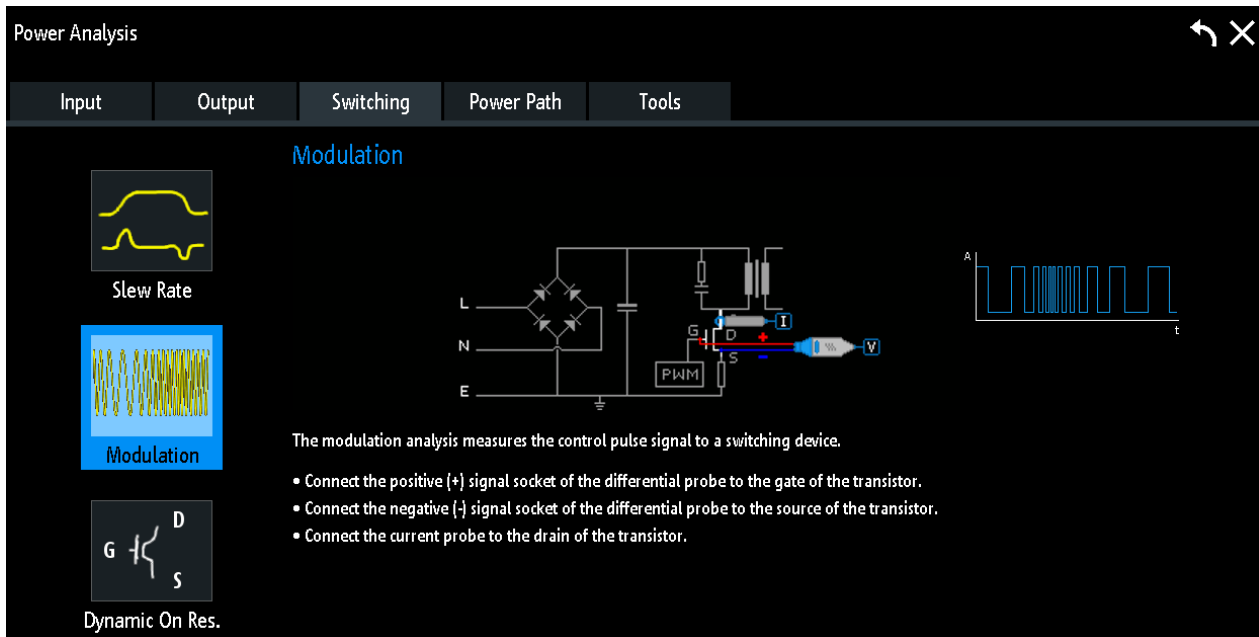 Power Analysis
Input
Output
Switching
Power Path
Tools
Slew Rate
Modulation
G
D
S
Dynamic On Res.
Modulation
L
N
E
G
D
S
PWM
+
-
I
V
A
t
The modulation analysis measures the control pulse signal to a switching device.
• Connect the positive (+) signal socket of the differential probe to the gate of the transistor.
• Connect the negative (-) signal socket of the differential probe to the source of the transistor.
• Connect the current probe to the drain of the transistor.